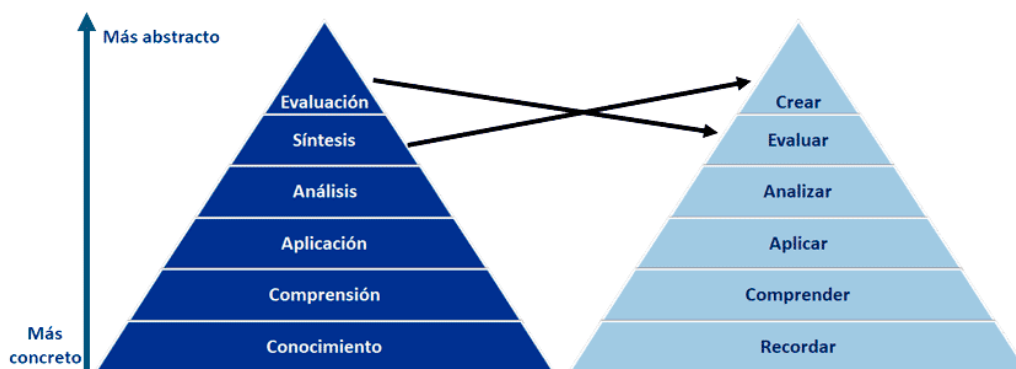 Más abstracto
Evaluación
Síntesis
Análisis
Aplicación
Comprensión
Conocimiento
Más
concreto
Crear
Evaluar
Analizar
Aplicar
Comprender
Recordar